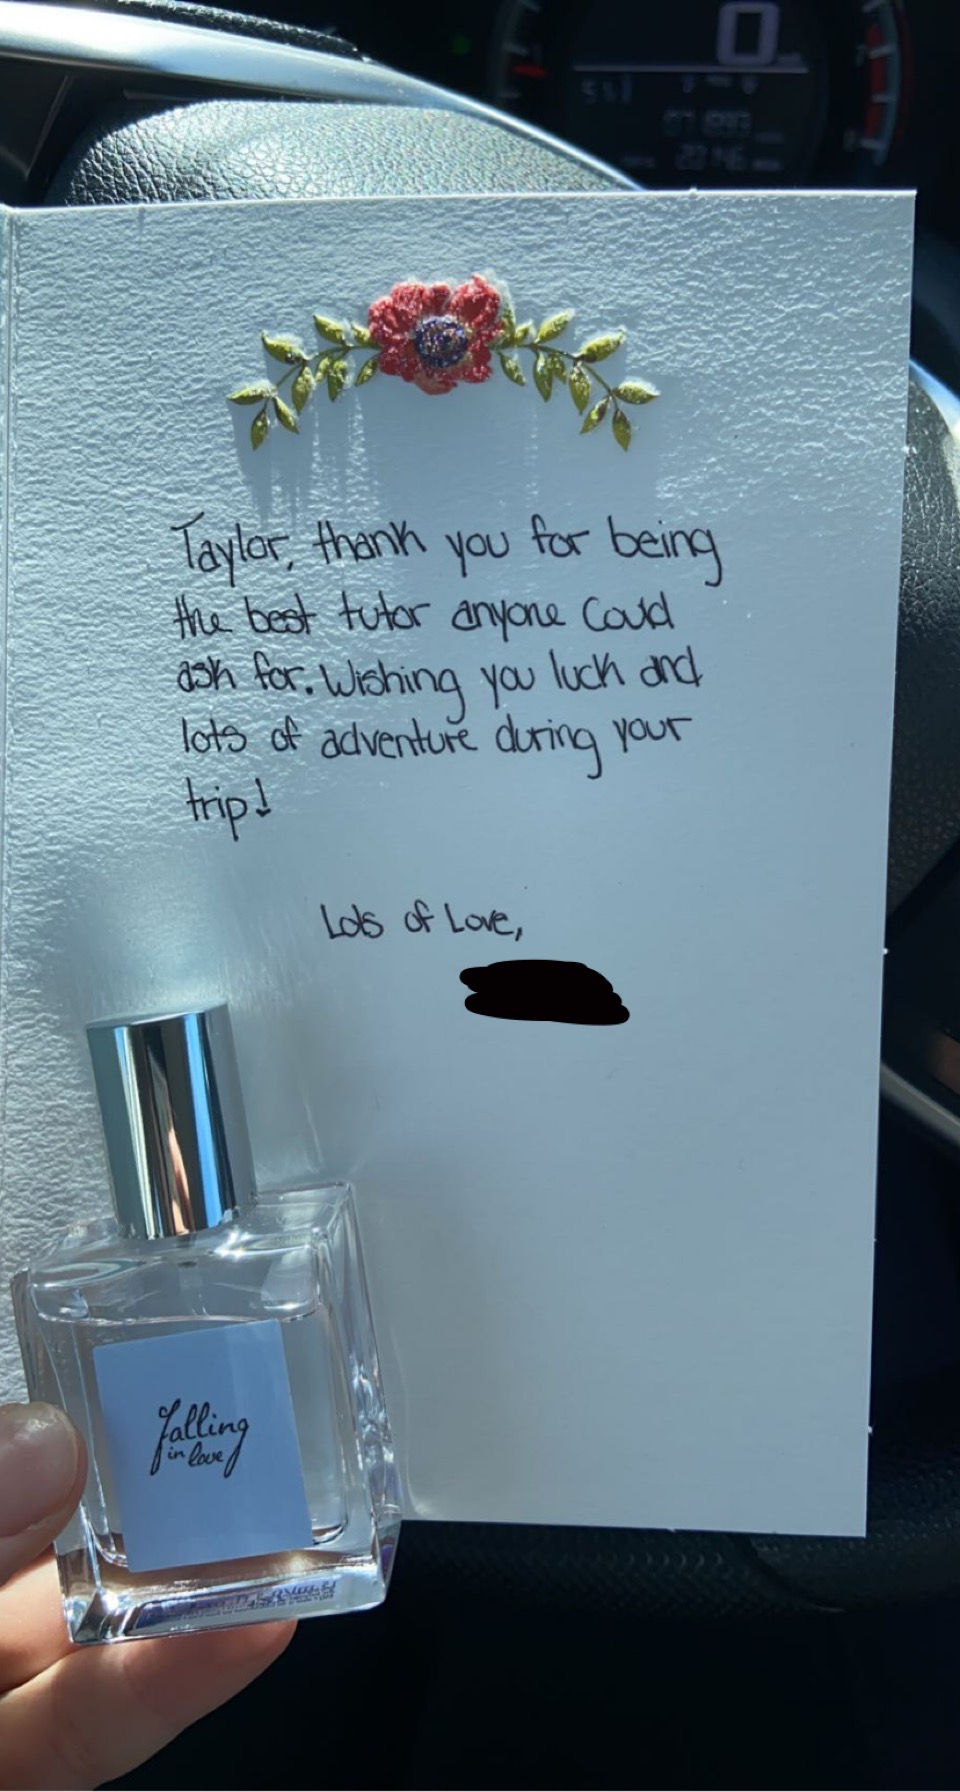 0
Taylor, thank you for being
the best tutor anyone could
ask for. Wishing you luck and
lots of adventure during your
trip!
Lots of Love,
falling
in love